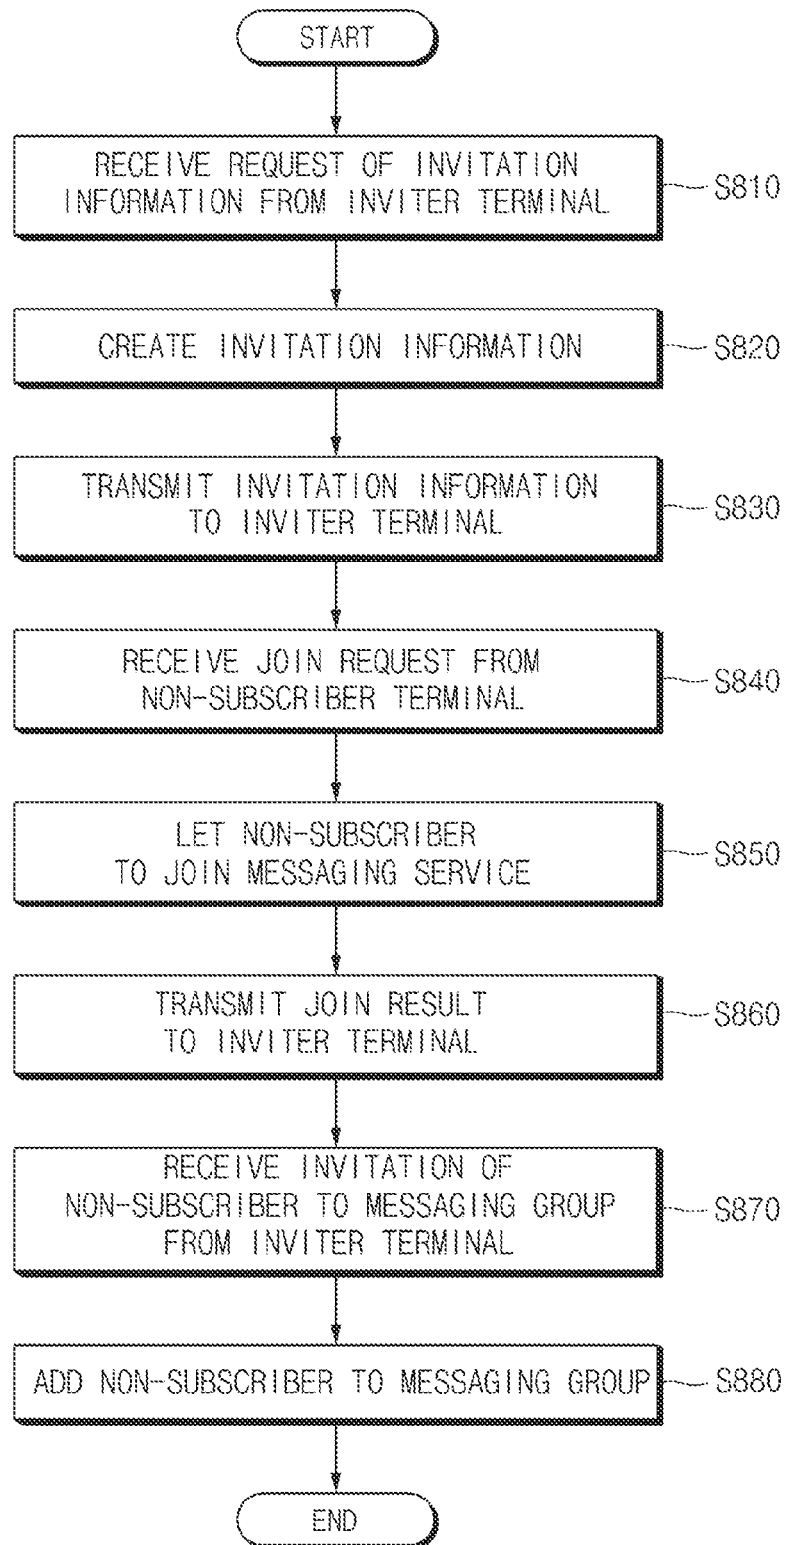 START
RECEIVE REQUEST OF INVITATION
INFORMATION FROM INVITER TERMINAL
S810
CREATE INVITATION INFORMATION
S820
TRANSMIT INVITATION INFORMATION
TO INVITER TERMINAL
S830
RECEIVE JOIN REQUEST FROM
NON-SUBSCRIBER TERMINAL
S840
LET NON-SUBSCRIBER
TO JOIN MESSAGING SERVICE
S850
TRANSMIT JOIN RESULT
TO INVITER TERMINAL
S860
RECEIVE INVITATION OF
NON-SUBSCRIBER TO MESSAGING GROUP
FROM INVITER TERMINAL
S870
ADD NON-SUBSCRIBER TO MESSAGING GROUP
S880
END